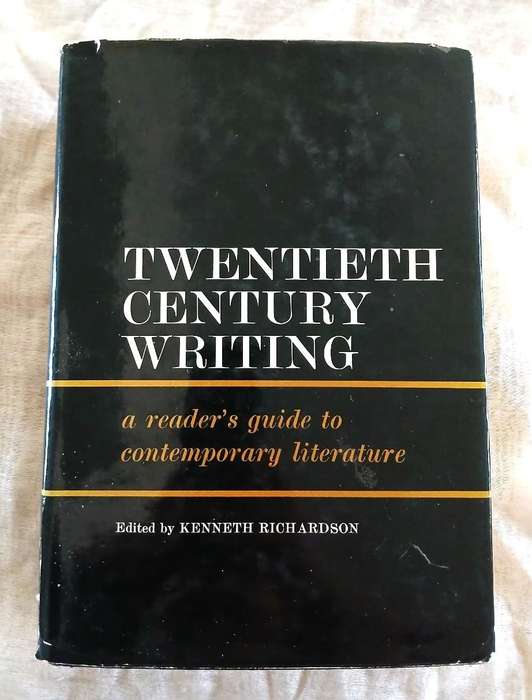 TWENTIETH
CENTURY
WRITING
a reader's guide to
contemporary literature
Edited by KENNETH RICHARDSON